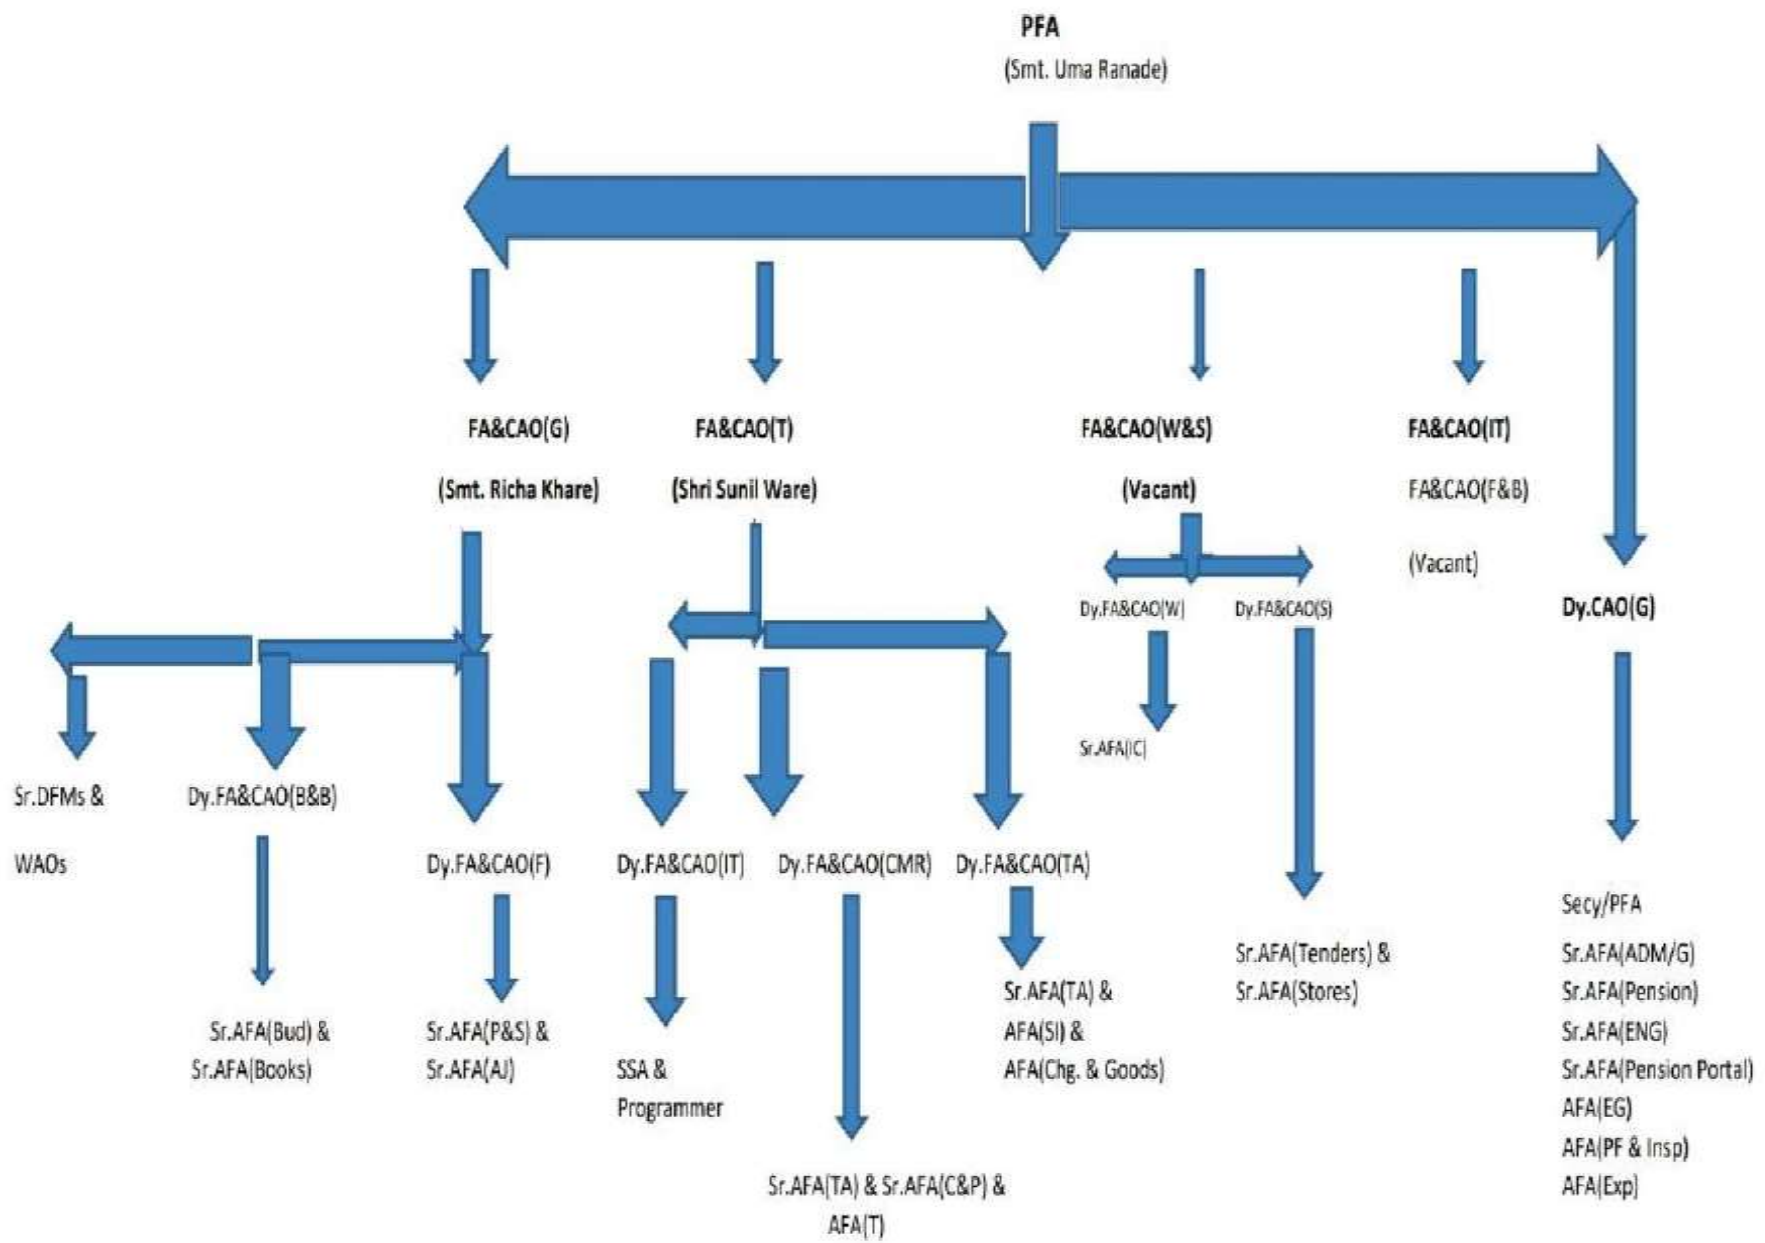 PFA
(Smt. Uma Ranade)
FA&CAO(G)
FA&CAO(T)
FA&CAO(W&S)
FA&CAO(IT)
(Smt. Richa Khare)
(Shri Sunil Ware)
(Vacant)
FA&CAO(F&B)
(Vacant)
Dy.FA&CAO(W)
Dy.FA&CAO(S)
Dy.CAO(G)
Sr.AFA(IC)
Sr.DFMs &
WAOs
Dy.FA&CAO(B&B)
Dy.FA&CAO(F)
Dy.FA&CAO(IT)
Dy.FA&CAO(CMR)
Dy.FA&CAO(TA)
Sr.AFA(Bud) &
Sr.AFA(Books)
Sr.AFA(P&S) &
Sr.AFA(AJ)
SSA &
Programmer
Sr.AFA(TA) & Sr.AFA(C&P) &
AFA(T)
Sr.AFA(TA) &
AFA(SI) &
AFA(Chg. & Goods)
Sr.AFA(Tenders) &
Sr.AFA(Stores)
Secy/PFA
Sr.AFA(ADM/G)
Sr.AFA(Pension)
Sr.AFA(ENG)
Sr.AFA(Pension Portal)
AFA(EG)
AFA(PF & Insp)
AFA(Exp)